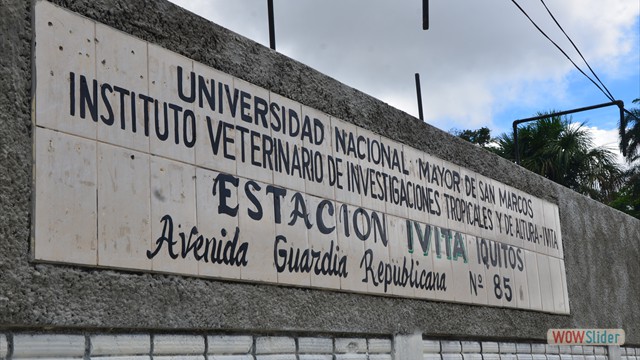 UNIVERSIDAD NACIONAL MAYOR DE SAN MARCOS
INSTITUTO VETERINARIO DE INVESTIGACIONES TROPICALES Y DE ALTURA-IVITA
ESTACION IVITA IQUITOS
Avenida Guardia Republicana Nº 85
WOWSlider